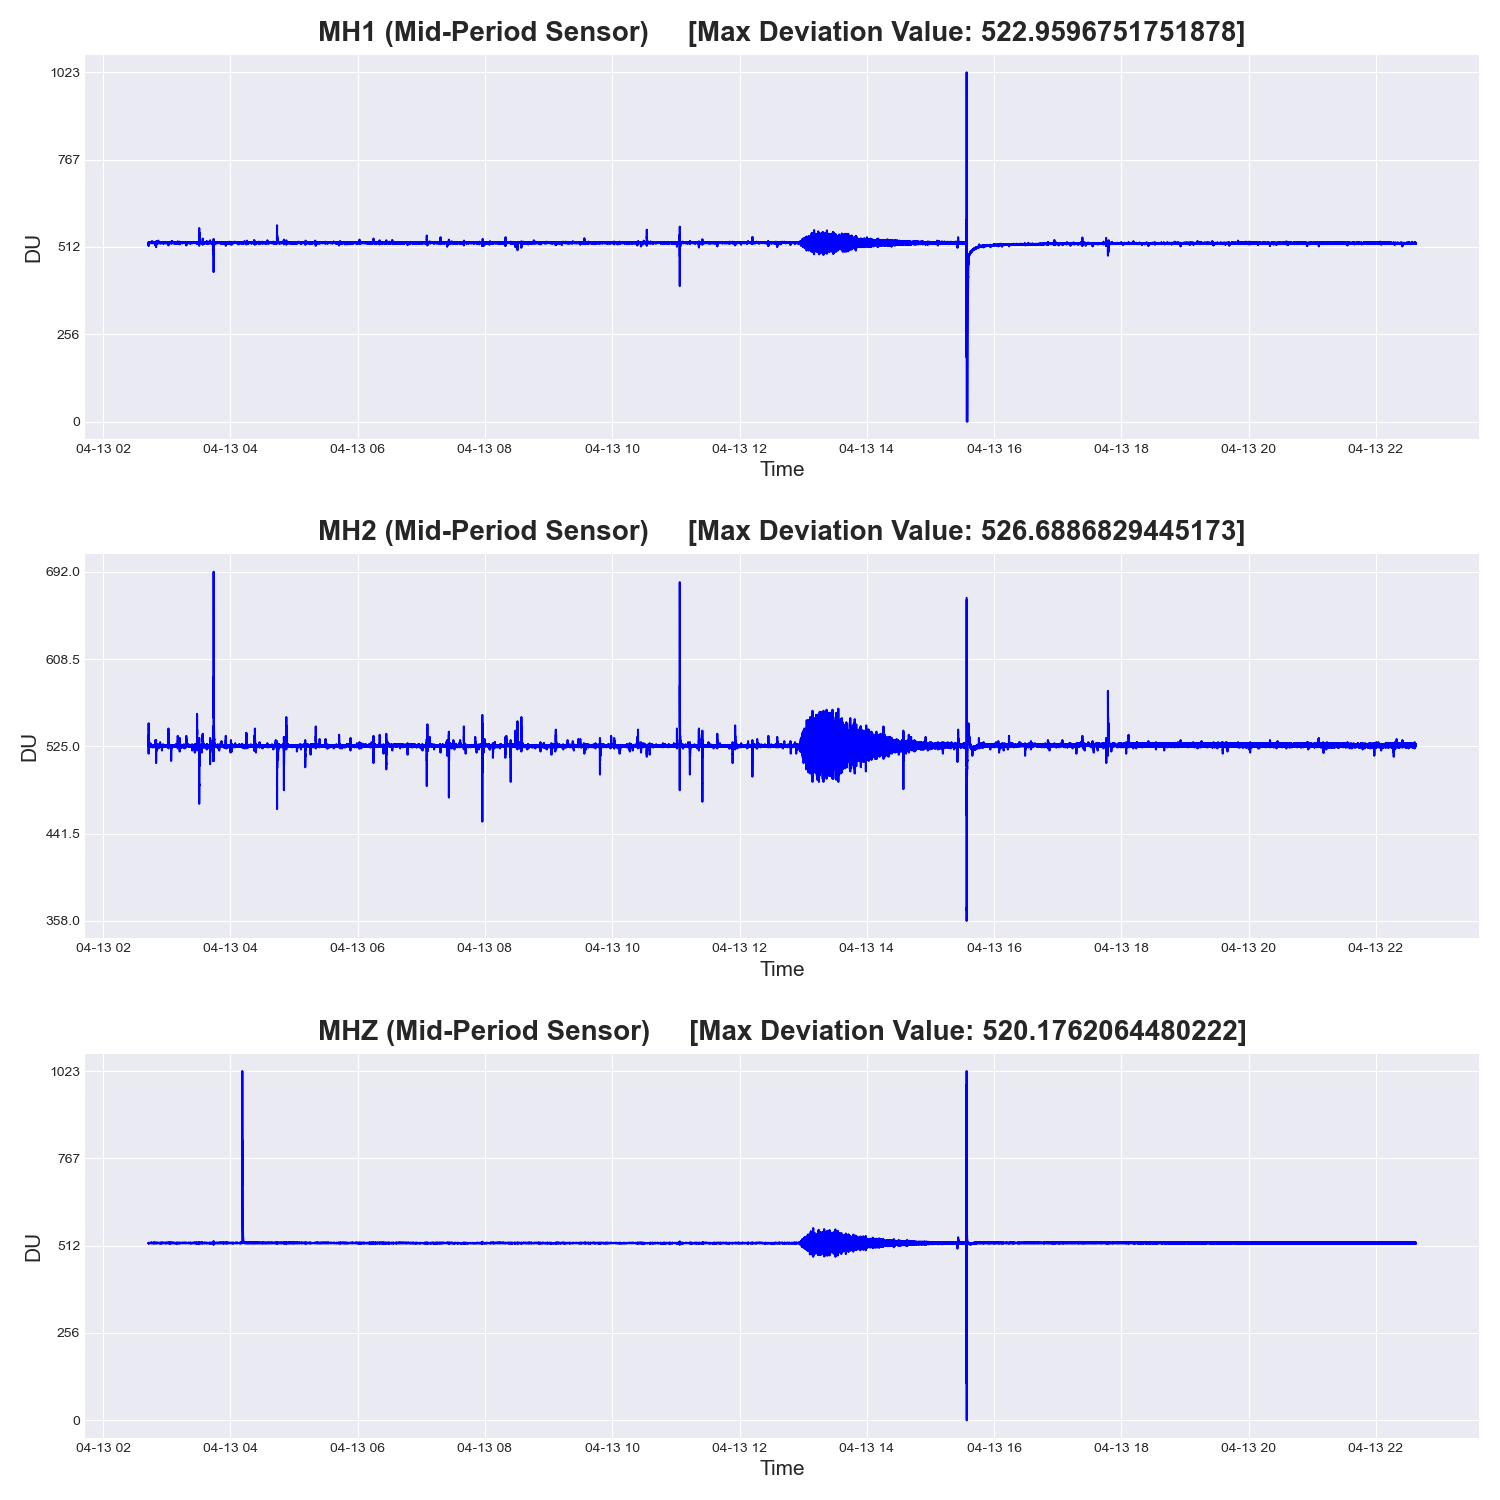 MH1 (Mid-Period Sensor) [Max Deviation Value: 522.9596751751878]
1023
767
512
256
0
DU
04-13 02 04-13 04 04-13 06 04-13 08 04-13 10 04-13 12 04-13 14 04-13 16 04-13 18 04-13 20 04-13 22
Time
MH2 (Mid-Period Sensor) [Max Deviation Value: 526.6886829445173]
692.0
608.5
525.0
441.5
358.0
DU
04-13 02 04-13 04 04-13 06 04-13 08 04-13 10 04-13 12 04-13 14 04-13 16 04-13 18 04-13 20 04-13 22
Time
MHZ (Mid-Period Sensor) [Max Deviation Value: 520.1762064480222]
1023
767
512
256
0
DU
04-13 02 04-13 04 04-13 06 04-13 08 04-13 10 04-13 12 04-13 14 04-13 16 04-13 18 04-13 20 04-13 22
Time